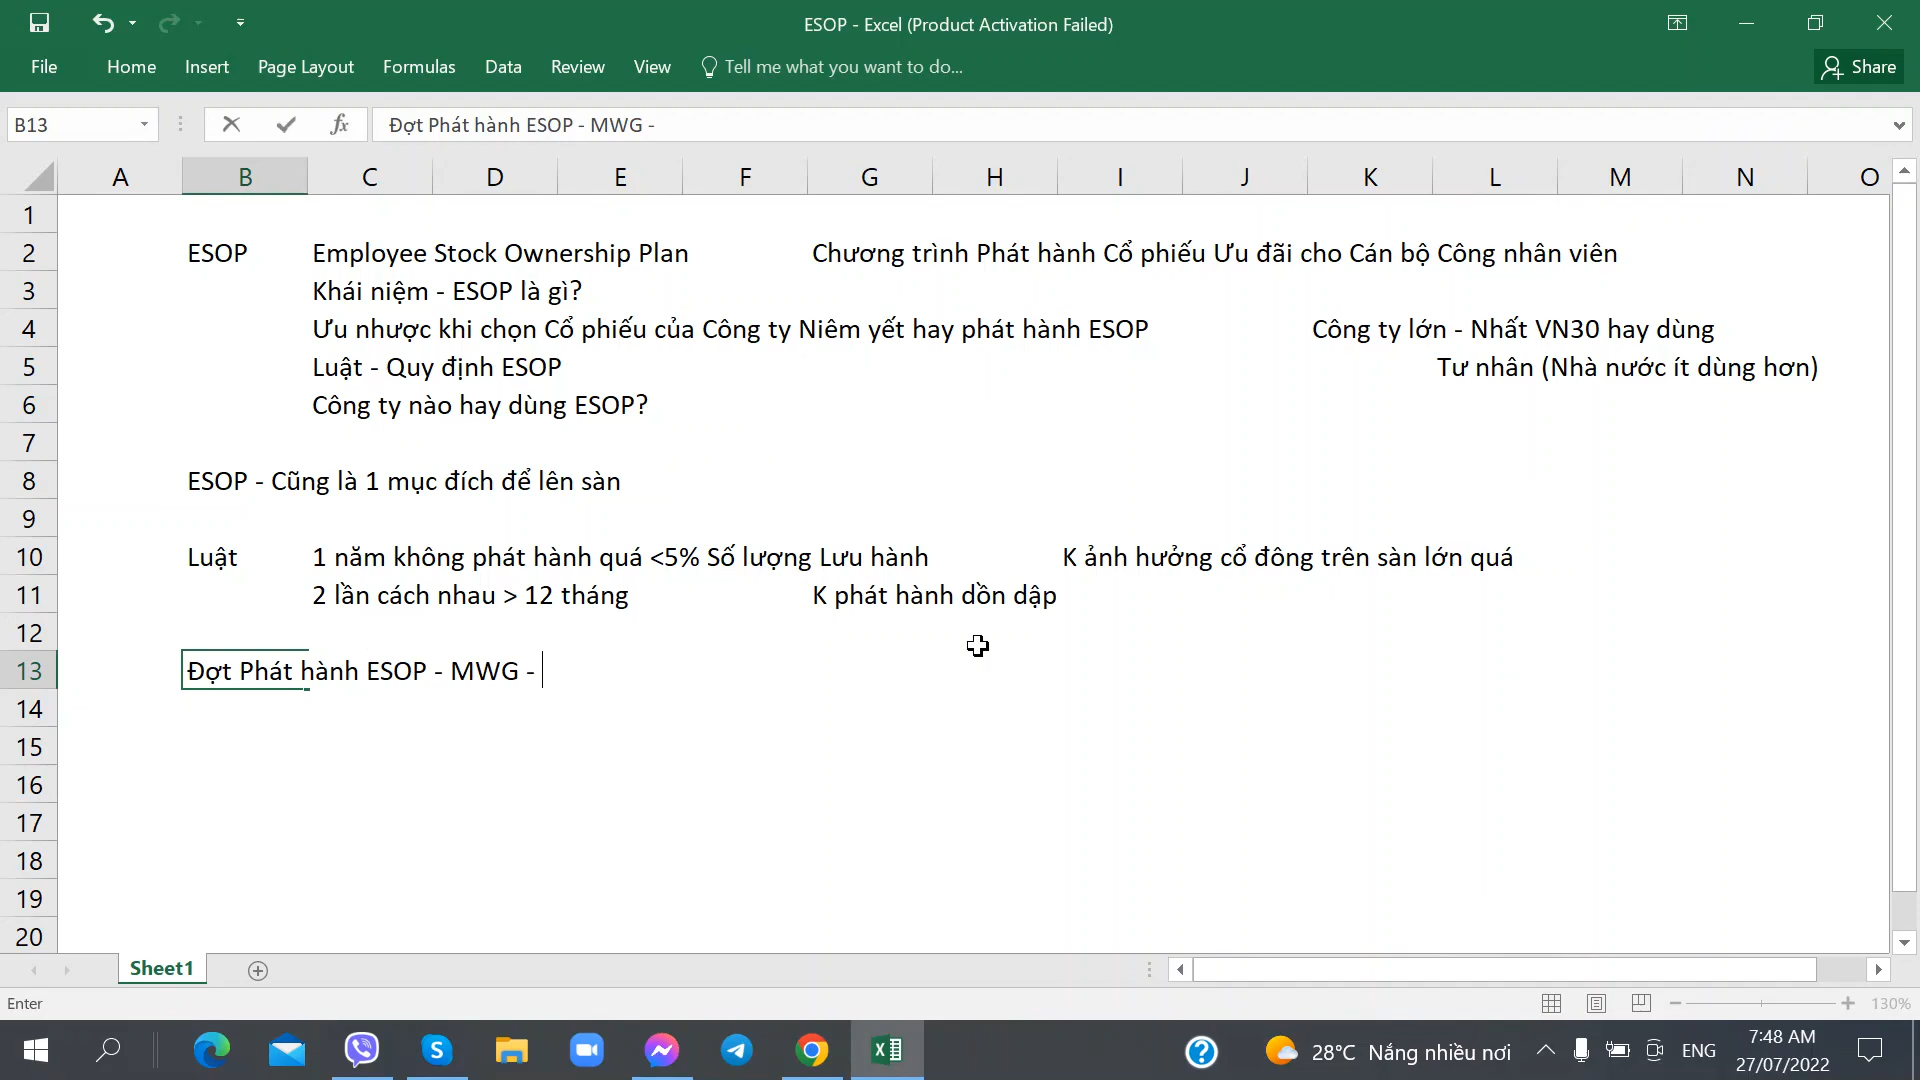 ESOP - Excel (Product Activation Failed)
File Home Insert Page Layout Formulas Data Review View Tell me what you want to do... Share
B13 fx Đợt Phát hành ESOP - MWG -
A B C D E F G H I J K L M N O
1
2 ESOP Employee Stock Ownership Plan Chương trình Phát hành Cổ phiếu Ưu đãi cho Cán bộ Công nhân viên
3 Khái niệm - ESOP là gì?
4 Ưu nhược khi chọn Cổ phiếu của Công ty Niêm yết hay phát hành ESOP Công ty lớn - Nhất VN30 hay dùng
5 Luật - Quy định ESOP Tư nhân (Nhà nước ít dùng hơn)
6 Công ty nào hay dùng ESOP?
7
8 ESOP - Cũng là 1 mục đích để lên sàn
9
10 Luật 1 năm không phát hành quá <5% Số lượng Lưu hành K ảnh hưởng cổ đông trên sàn lớn quá
11 2 lần cách nhau > 12 tháng K phát hành dồn dập
12
13 Đợt Phát hành ESOP - MWG -
14
15
16
17
18
19
20
Sheet1
Enter 130%
28°C Nắng nhiều nơi ENG 7:48 AM
27/07/2022